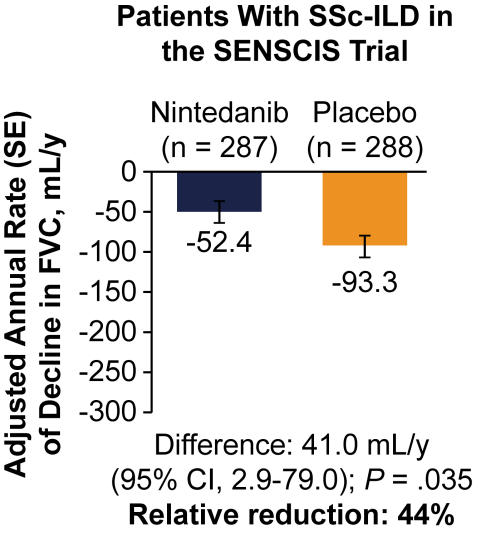 Patients With SSc-ILD in
the SENSCIS Trial
Nintedanib
(n = 287)
Placebo
(n = 288)
Adjusted Annual Rate (SE)
of Decline in FVC, mL/y
0
-50
-100
-150
-200
-250
-300
-52.4
-93.3
Difference: 41.0 mL/y
(95% CI, 2.9-79.0); P = .035
Relative reduction: 44%